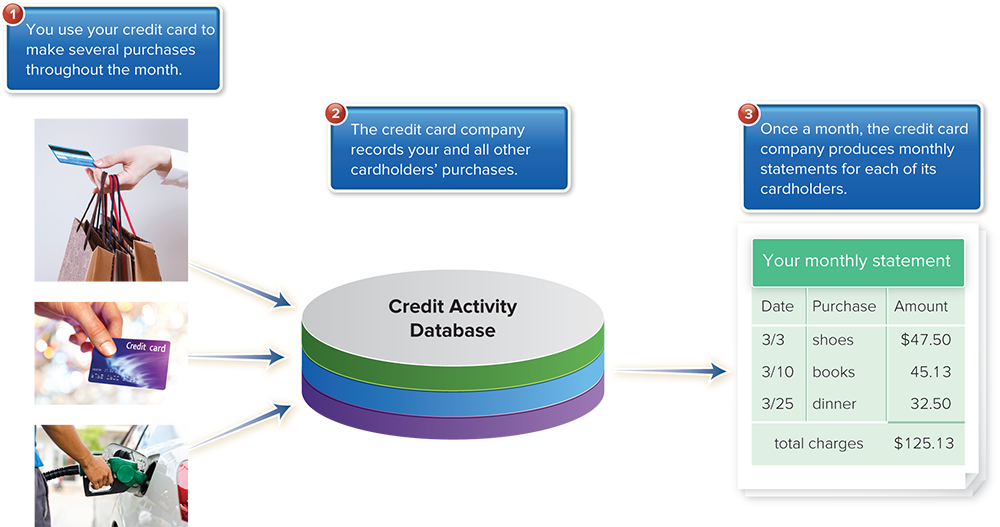 1
You use your credit card to
make several purchases
throughout the month.
2
The credit card company
records your and all other
cardholders' purchases.
3
Once a month, the credit card
company produces monthly
statements for each of its
cardholders.
Credit card
Credit Activity
Database
Your monthly statement
Date Purchase Amount
3/3 shoes $47.50
3/10 books 45.13
3/25 dinner 32.50
total charges $125.13